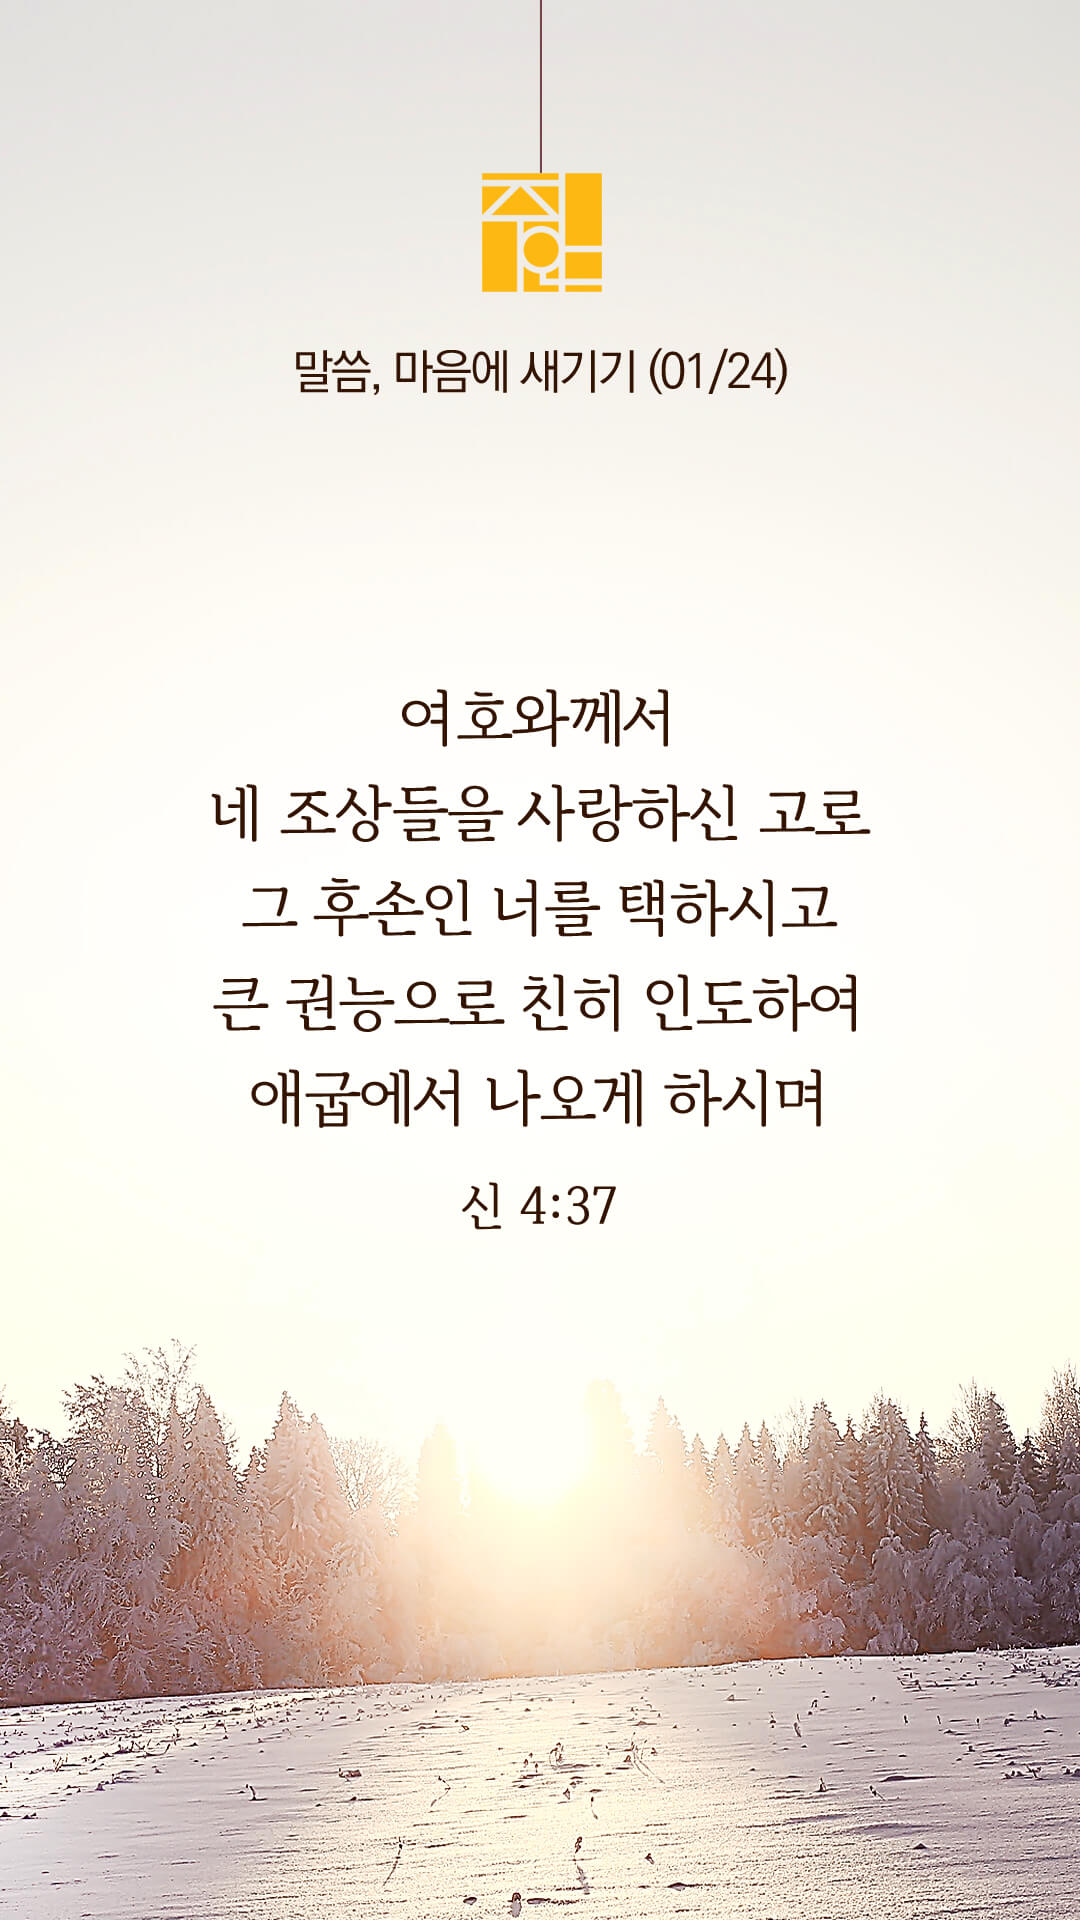 주인
말씀, 마음에 새기기 (01/24)
여호와께서
네 조상들을 사랑하신 고로
그 후손인 너를 택하시고
큰 권능으로 친히 인도하여
애굽에서 나오게 하시며
신 4:37